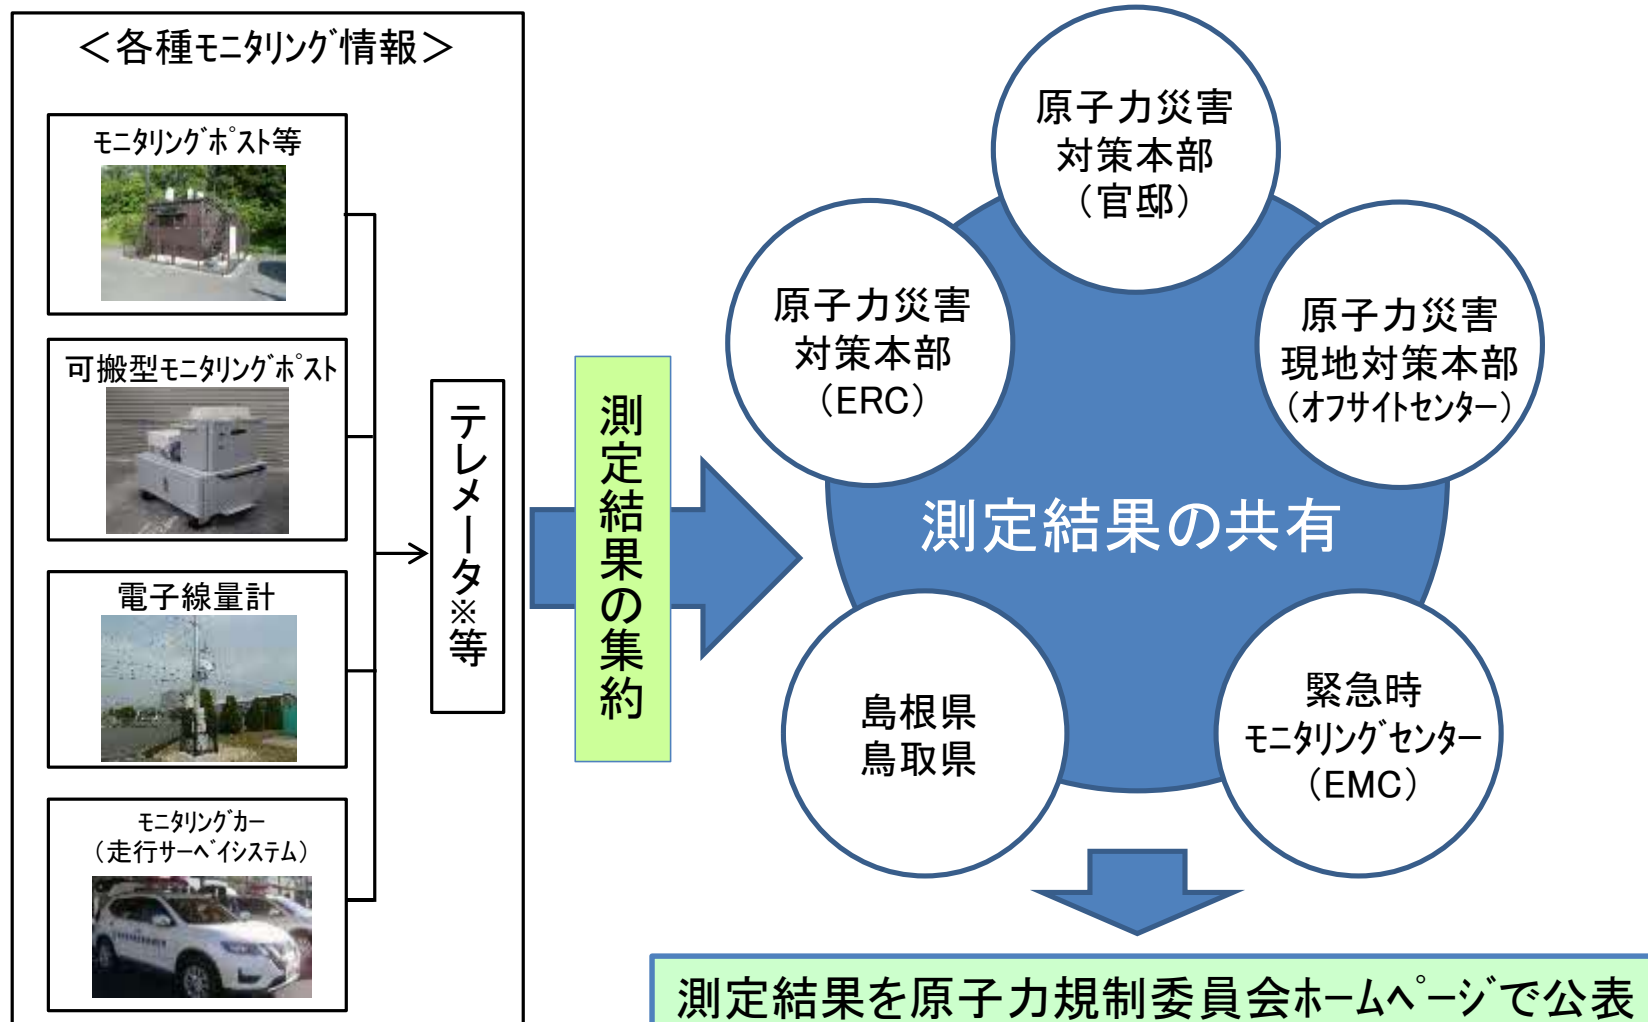 ＜各種ﾓﾆﾀﾘﾝｸﾞ情報＞
ﾓﾆﾀﾘﾝｸﾞﾎﾟｽﾄ等
可搬型ﾓﾆﾀﾘﾝｸﾞﾎﾟｽﾄ
電子線量計
ﾓﾆﾀﾘﾝｸﾞｶｰ
（走行ｻｰﾍﾞｲｼｽﾃﾑ）
テレメータ※等
測定結果の集約
原子力災害
対策本部
（官邸）
原子力災害
対策本部
（ERC）
原子力災害
現地対策本部
（ｵﾌｻｲﾄｾﾝﾀｰ）
測定結果の共有
島根県
鳥取県
緊急時
ﾓﾆﾀﾘﾝｸﾞｾﾝﾀｰ
（EMC）
測定結果を原子力規制委員会ﾎｰﾑﾍﾟｰｼﾞで公表